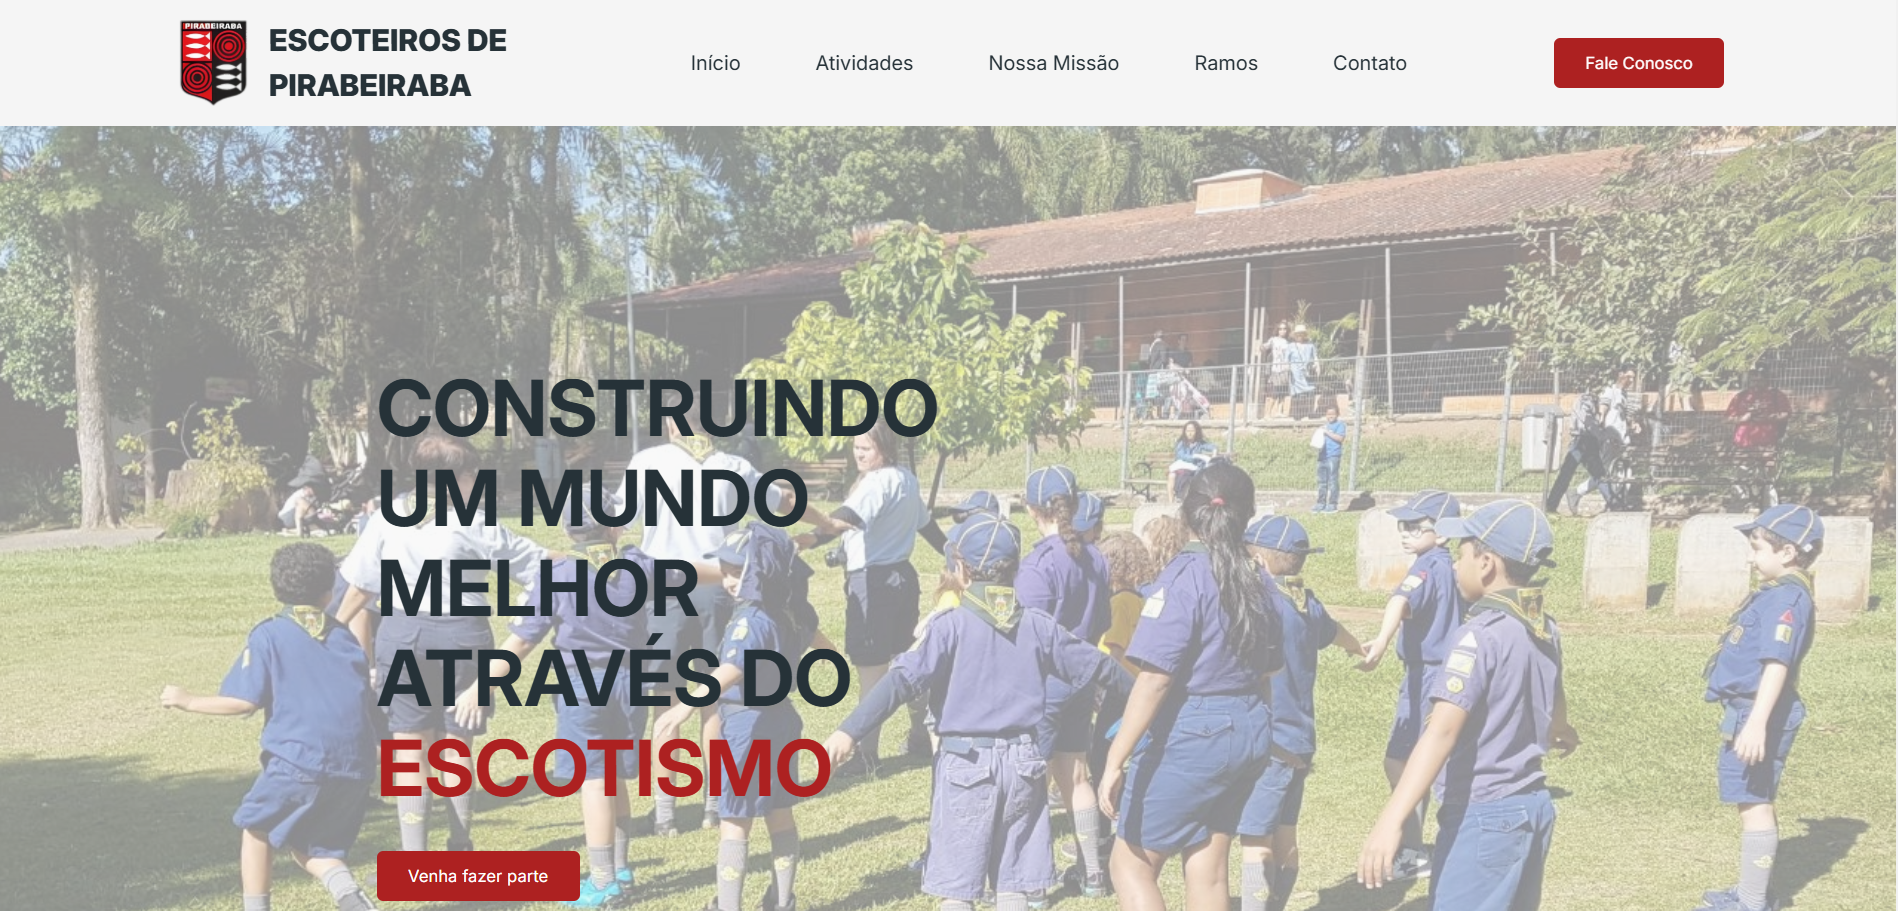 PIRABEIRABA
ESCOTEIROS DE
PIRABEIRABA
Início
Atividades
Nossa Missão
Ramos
Contato
Fale Conosco
CONSTRUINDO
UM MUNDO
MELHOR
ATRAVÉS DO
ESCOTISMO
Venha fazer parte